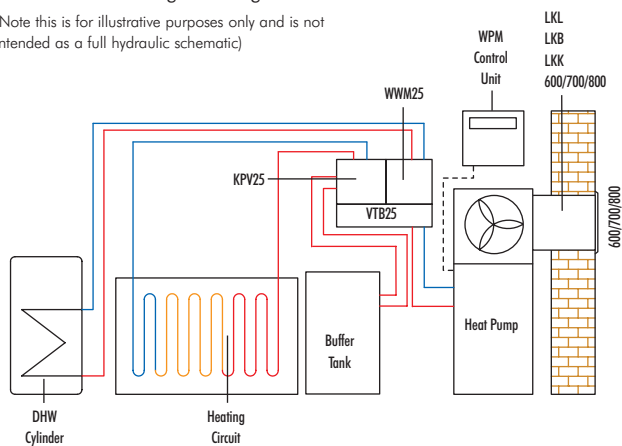 Note this is for illustrative purposes only and is not
ntended as a full hydraulic schematic)
WPM
Control
Unit
LKL
LKB
LKK
600/700/800
WWM25
KPV25
VTB25
600/700/800
Heat Pump
Buffer
Tank
DHW
Cylinder
Heating
Circuit